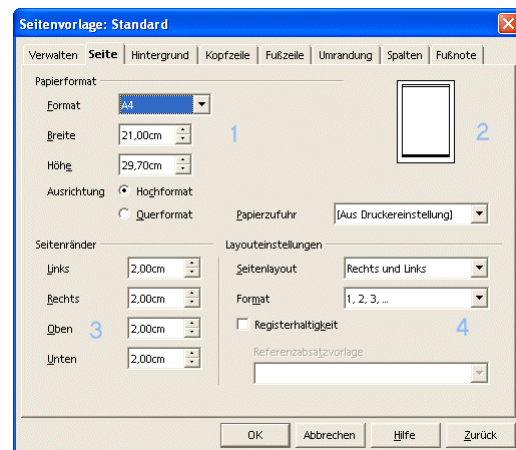 Seitenvorlage: Standard
Verwalten Seite Hintergrund Kopfzeile Fußzeile Umrandung Spalten Fußnote
Papierformat
Format A4
Breite 21,00cm 1 2
Höhe 29,70cm
Ausrichtung Hochformat
Querformat Papierzufuhr [Aus Druckereinstellung]
Seitenränder Layouteinstellungen
Links 2,00cm Seitenlayout Rechts und Links
Rechts 2,00cm Format 1, 2, 3, ...
Oben 3 2,00cm Registerhaltigkeit 4
Unten 2,00cm Referenzabsatzvorlage
OK Abbrechen Hilfe Zurück